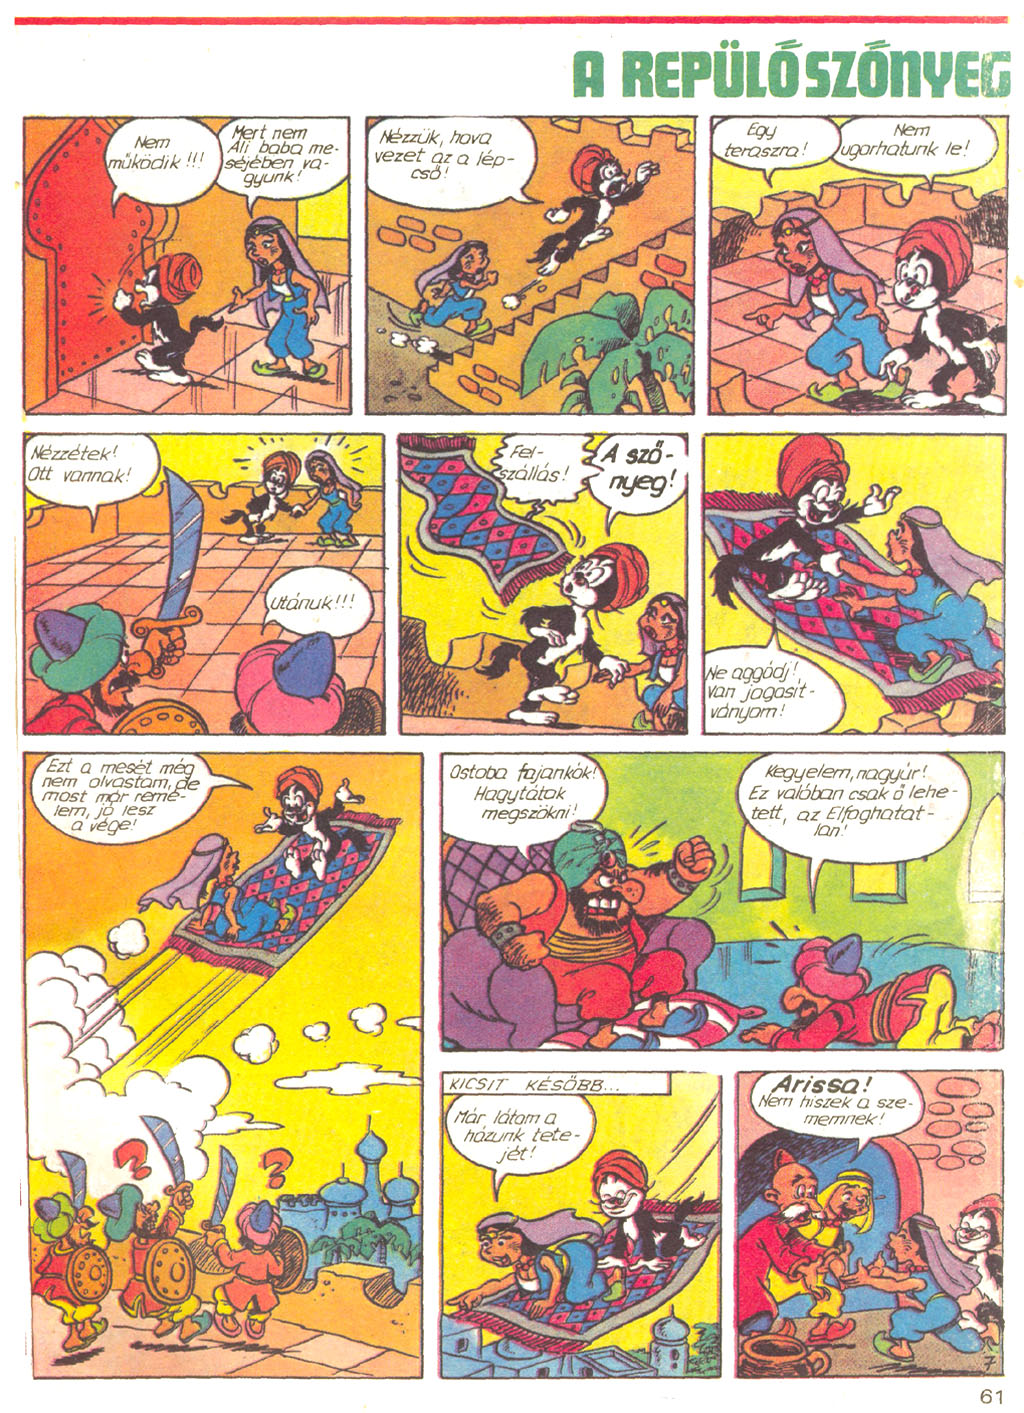 A REPÜLŐSZŐNYEG
Nem
működik!!!
Mert nem
Ali baba me-
séjében va-
gyunk!
Nézzük, hova
vezet az a lép-
cső!
Egy
teraszra!
Nem
ugorhatunk le!
Nézzétek!
Ott vannak!
Utánuk!!!
Fel-
szállás!
A sző-
nyeg!
Ne aggódj!
Van jogosít-
ványom!
Ezt a mesét még
nem olvastam, de
most már remé-
lem, jó lesz
a vége!
Ostoba fajankók!
Hagytátok
megszökni!
Kegyelem, nagyúr!
Ez valóban csak ő lehe-
tett, az Elfoghatat-
lan!
?
?
KICSIT KÉSŐBB...
Már látom a
házunk tete-
jét!
Arissa!
Nem hiszek a sze-
memnek!
7
61